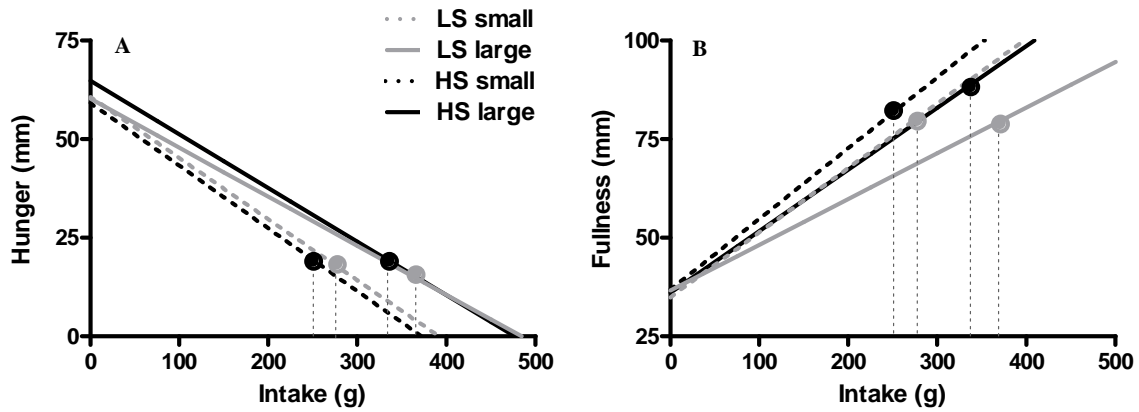 LS small
LS large
HS small
HS large
A
75
50
25
0
Hunger (mm)
0 100 200 300 400 500
Intake (g)
B
100
75
50
25
Fullness (mm)
0 100 200 300 400 500
Intake (g)